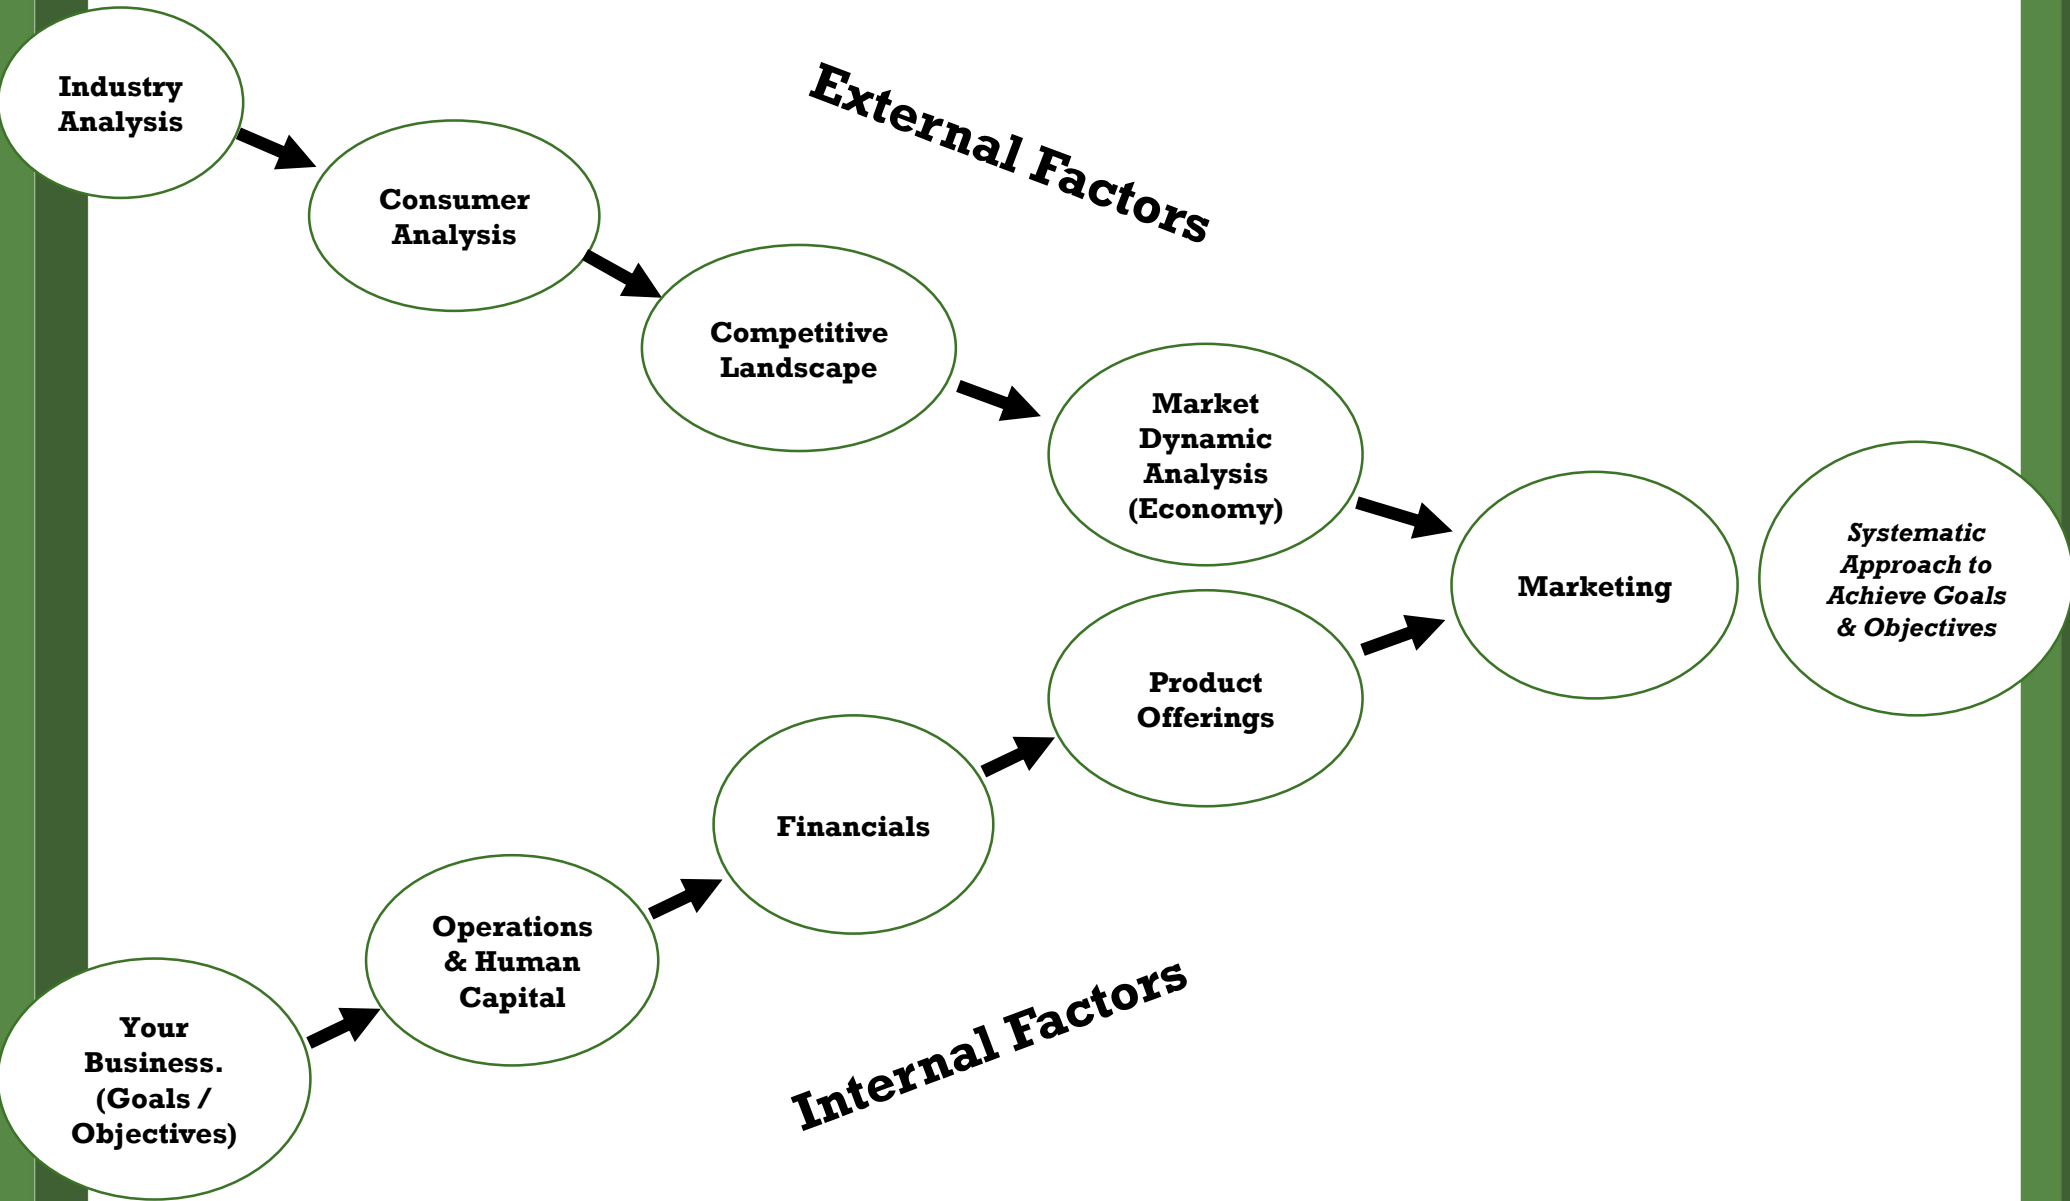 Industry
Analysis
External Factors
Consumer
Analysis
Competitive
Landscape
Market
Dynamic
Analysis
(Economy)
Marketing
Systematic
Approach to
Achieve Goals
& Objectives
Product
Offerings
Financials
Operations
& Human
Capital
Internal Factors
Your
Business.
(Goals /
Objectives)